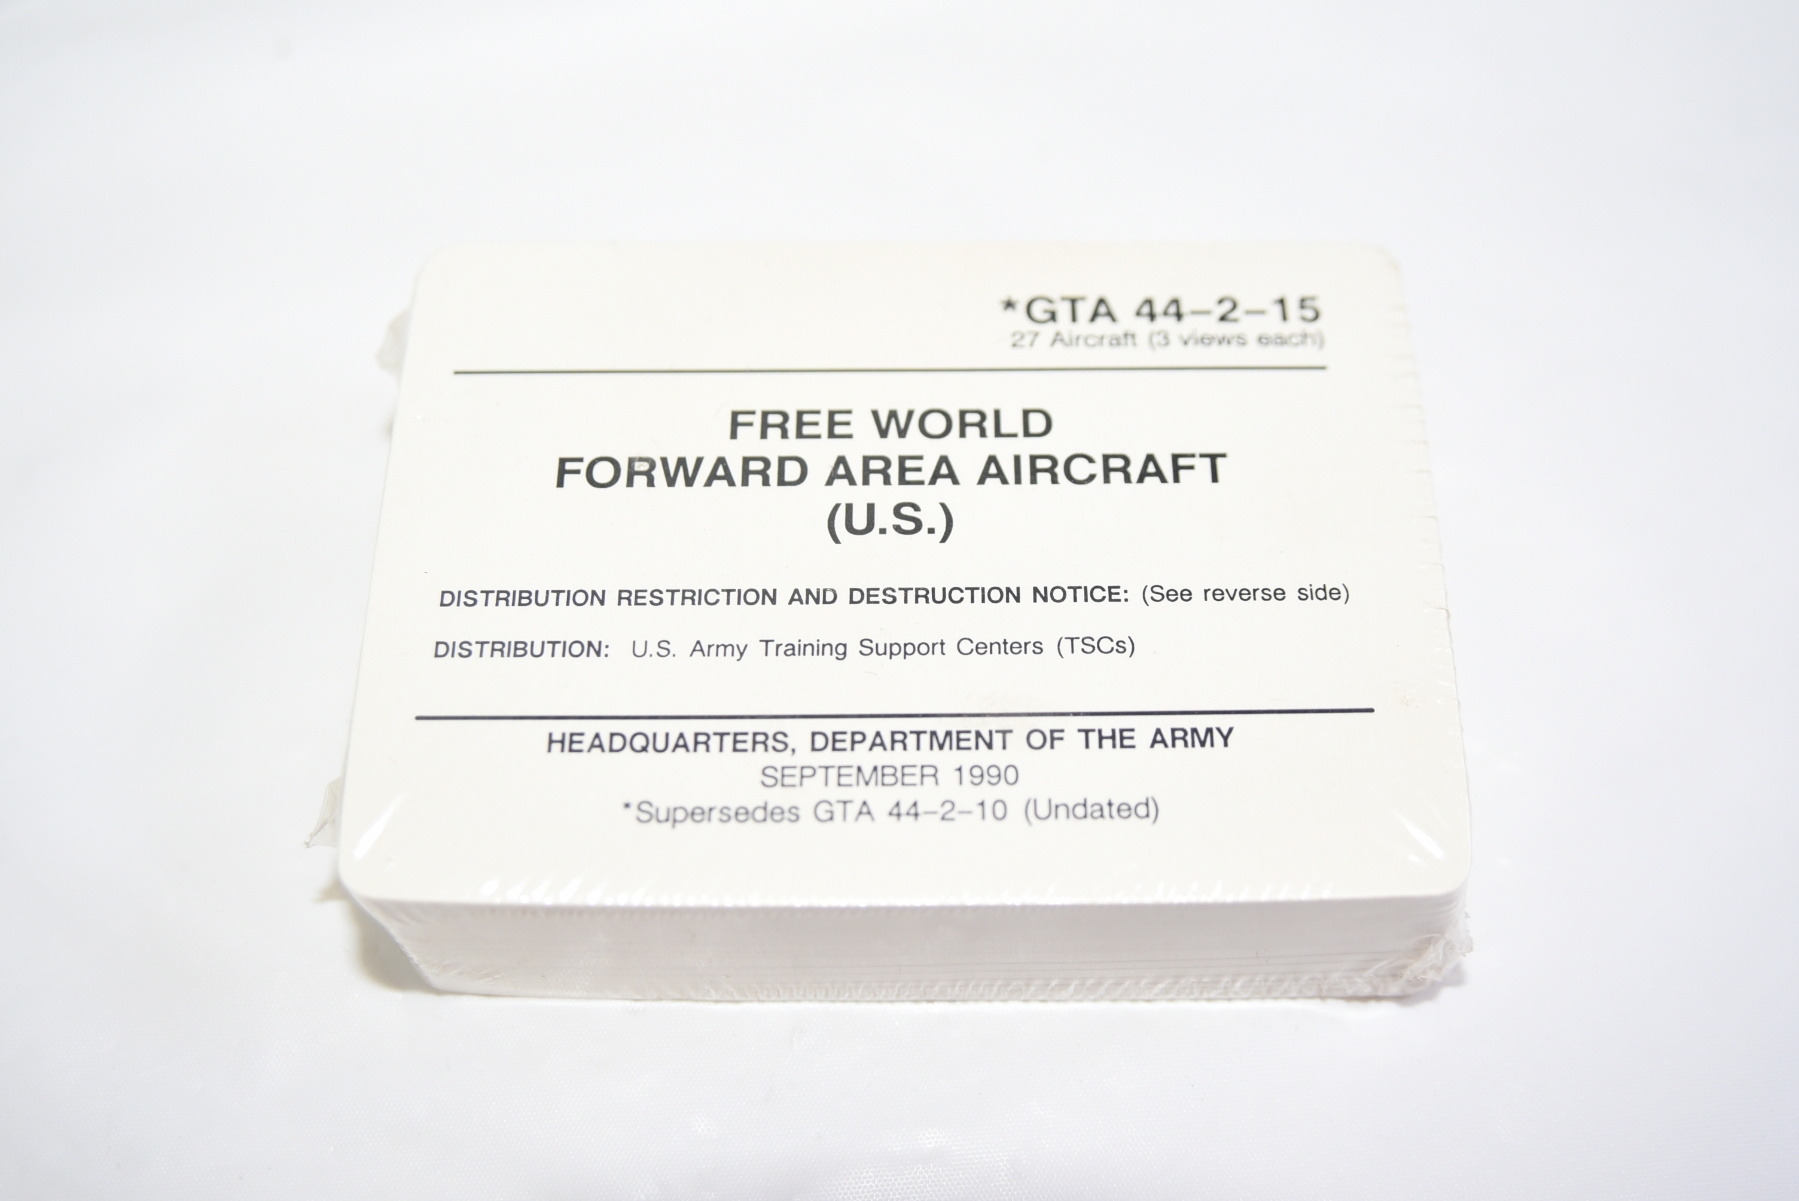 *GTA 44-2-15
27 Aircraft (3 views each)
FREE WORLD
FORWARD AREA AIRCRAFT
(U.S.)
DISTRIBUTION RESTRICTION AND DESTRUCTION NOTICE: (See reverse side)
DISTRIBUTION: U.S. Army Training Support Centers (TSCs)
HEADQUARTERS, DEPARTMENT OF THE ARMY
SEPTEMBER 1990
*Supersedes GTA 44-2-10 (Undated)